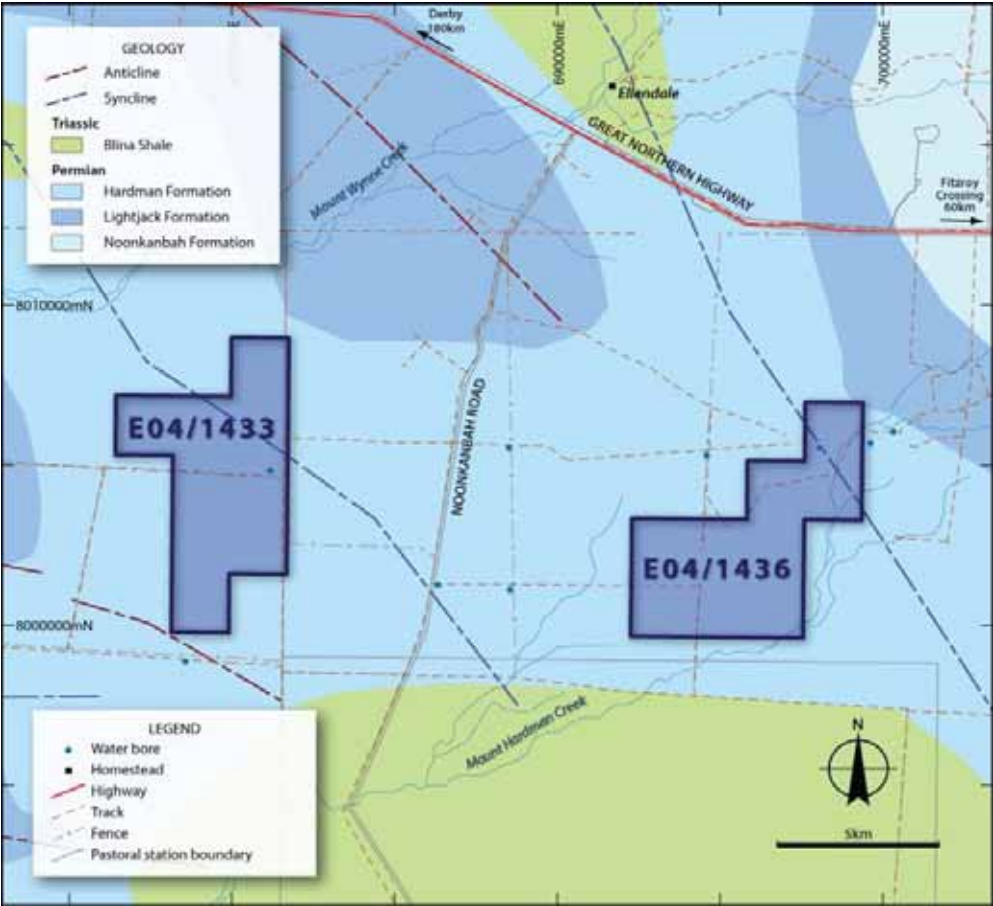 GEOLOGY
Anticline
Syncline
Triassic
Blina Shale
Permian
Hardman Formation
Lightjack Formation
Noonkanbah Formation
Derby
180km
690000mE
700000mE
Ellendale
GREAT NORTHERN HIGHWAY
Mount Wynne Creek
Fitzroy
Crossing
60km
8010000mN
E04/1433
NOONKANBAH ROAD
E04/1436
8000000mN
Mount Hardman Creek
LEGEND
Water bore
Homestead
Highway
Track
Fence
Pastoral station boundary
N
5km